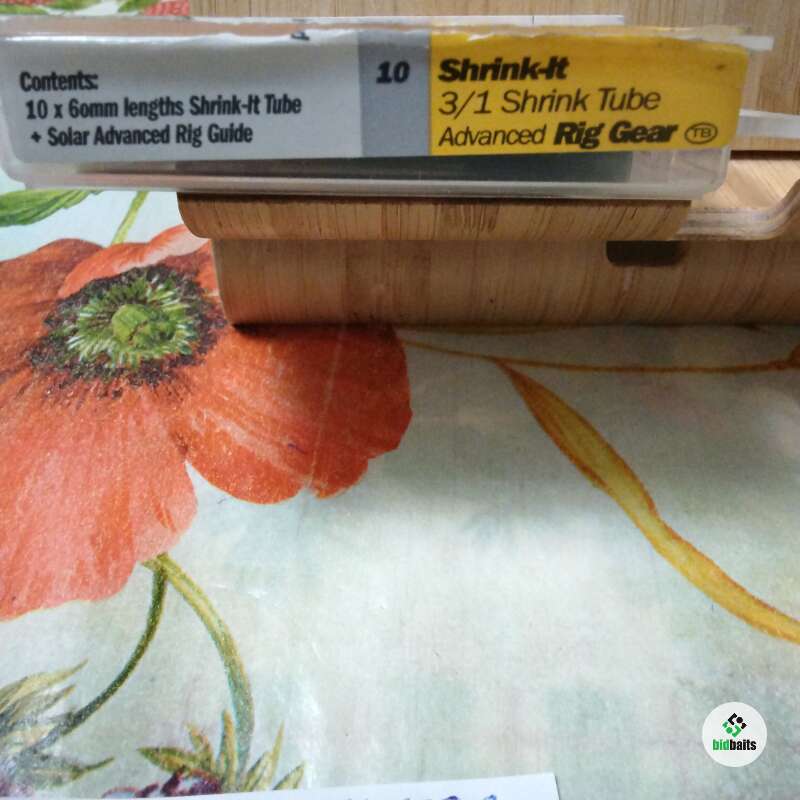 Contents:
10 x 60mm lengths Shrink-It Tube
+ Solar Advanced Rig Guide
10
Shrink-It
3/1 Shrink Tube
Advanced Rig Gear TB
bidbaits